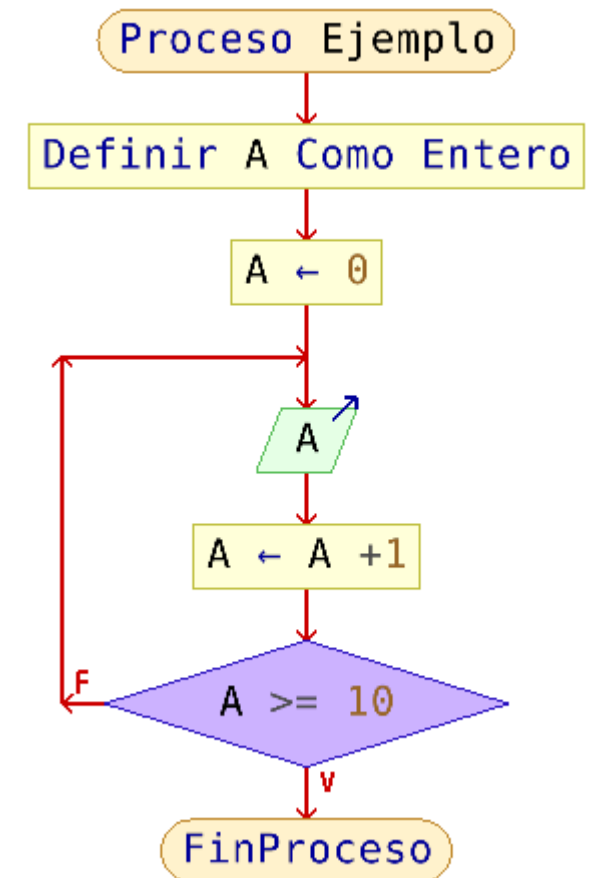 Proceso Ejemplo
Definir A Como Entero
A ← 0
A
A ← A +1
A >= 10
F
V
FinProceso